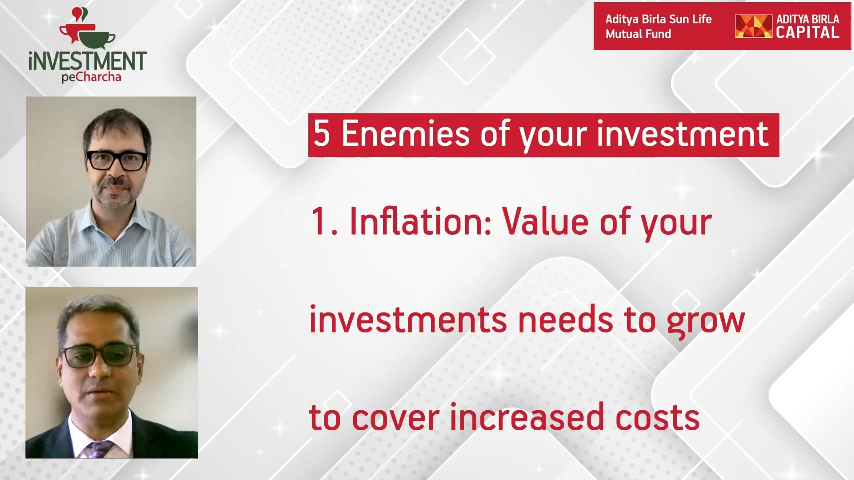 iNVESTMENT
peCharcha
Aditya Birla Sun Life
Mutual Fund
ADITYA BIRLA
CAPITAL
5 Enemies of your investment
1. Inflation: Value of your
investments needs to grow
to cover increased costs